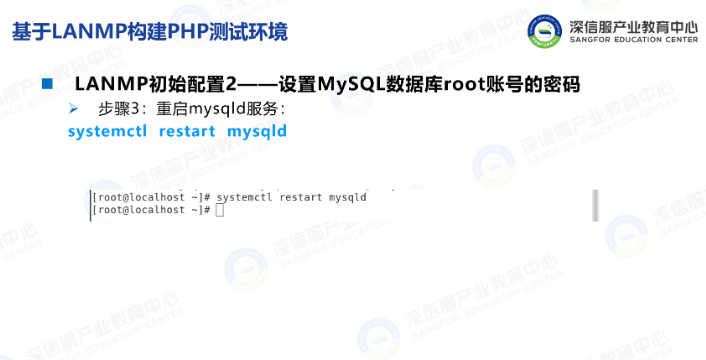 基于LANMP构建PHP测试环境
深信服产业教育中心
SANGFOR EDUCATION CENTER
LANMP初始配置2——设置MySQL数据库root账号的密码
步骤3：重启mysqld服务：
systemctl restart mysqld
[root@localhost ~]# systemctl restart mysqld
[root@localhost ~]#